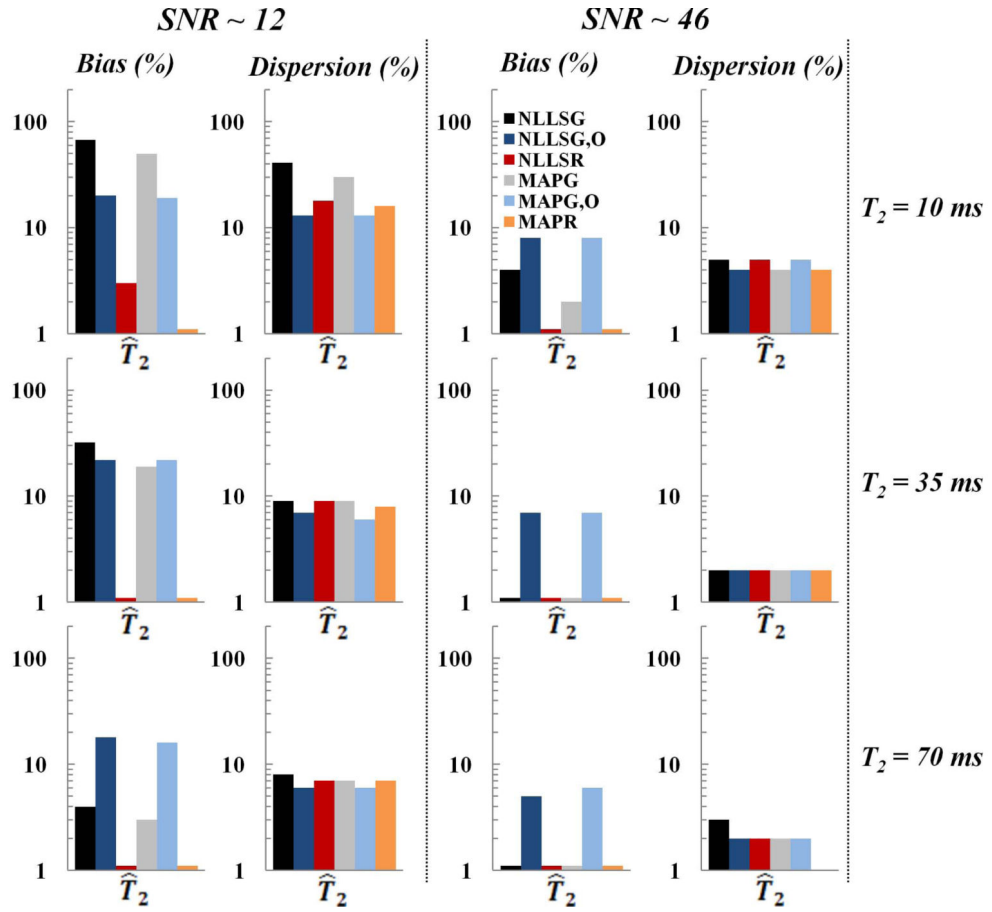 SNR ~ 12
SNR ~ 46
Bias (%)
Dispersion (%)
Bias (%)
Dispersion (%)
100
10
1
T̂2
100
10
1
T̂2
100
10
1
NLLSG
NLLSG,O
NLLSR
MAPG
MAPG,O
MAPR
T̂2
100
10
1
T̂2
T2 = 10 ms
100
10
1
T̂2
100
10
1
T̂2
100
10
1
T̂2
100
10
1
T̂2
T2 = 35 ms
100
10
1
T̂2
100
10
1
T̂2
100
10
1
T̂2
100
10
1
T̂2
T2 = 70 ms